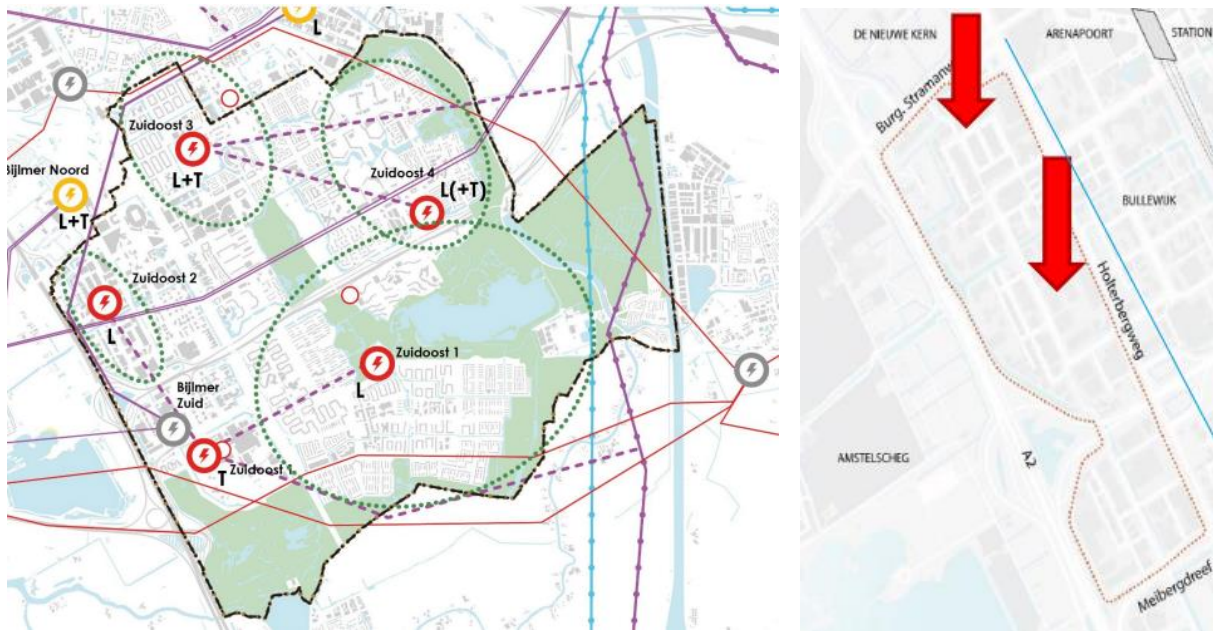 L
Zuidoost 3
L+T
Zuidoost 4
L(+T)
Bijlmer Noord
L+T
Zuidoost 2
L
Zuidoost 1
L
Bijlmer
Zuid
Zuidoost 1
T
DE NIEUWE KERN
ARENAPOORT
STATION
Burg. Stramanw
BULLEWIJK
Holterbergweg
AMSTELSCHEG
A2
Meibergdreef